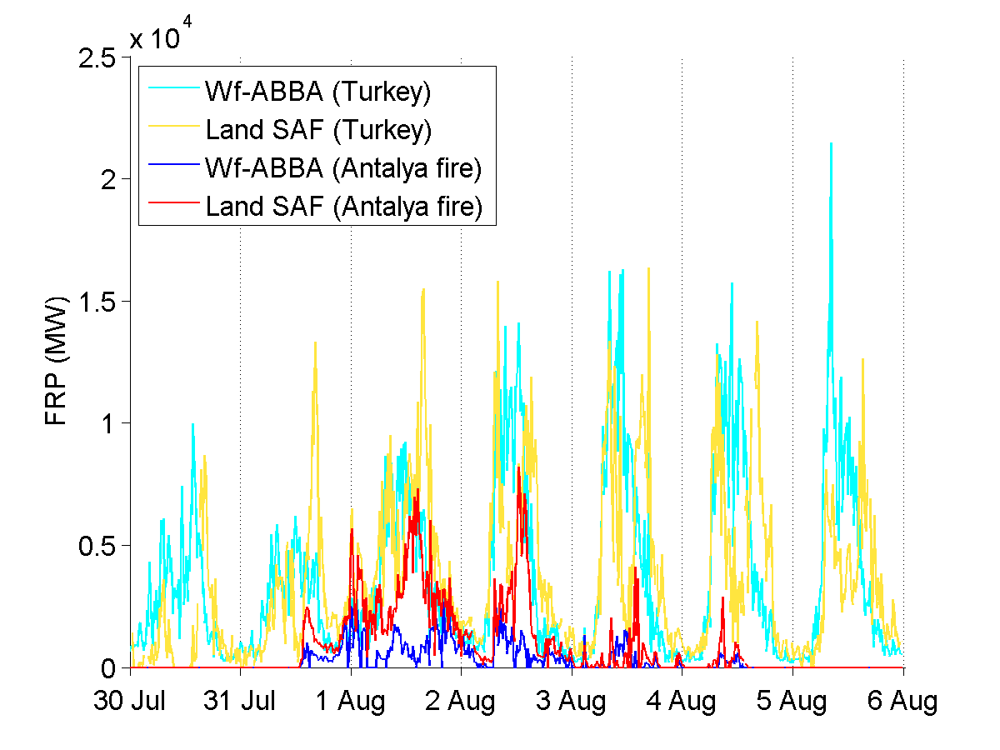 x 10^4
2.5
2
1.5
1
0.5
0
FRP (MW)
Wf-ABBA (Turkey)
Land SAF (Turkey)
Wf-ABBA (Antalya fire)
Land SAF (Antalya fire)
30 Jul 31 Jul 1 Aug 2 Aug 3 Aug 4 Aug 5 Aug 6 Aug